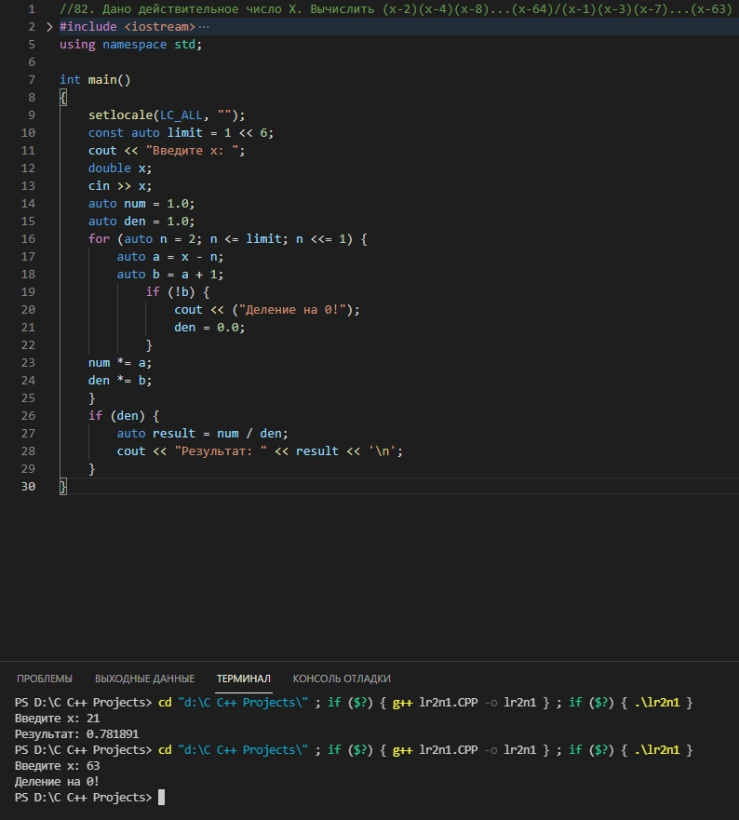 1 //82. Дано действительное число X. Вычислить (x-2)(x-4)(x-8)...(x-64)/(x-1)(x-3)(x-7)...(x-63)
2 > #include <iostream>⋯
5 using namespace std;
6
7 int main()
8 {
9 setlocale(LC_ALL, "");
10 const auto limit = 1 << 6;
11 cout << "Введите x: ";
12 double x;
13 cin >> x;
14 auto num = 1.0;
15 auto den = 1.0;
16 for (auto n = 2; n <= limit; n <<= 1) {
17 auto a = x - n;
18 auto b = a + 1;
19 if (!b) {
20 cout << ("Деление на 0!");
21 den = 0.0;
22 }
23 num *= a;
24 den *= b;
25 }
26 if (den) {
27 auto result = num / den;
28 cout << "Результат: " << result << '\n';
29 }
30 }
ПРОБЛЕМЫ ВЫХОДНЫЕ ДАННЫЕ ТЕРМИНАЛ КОНСОЛЬ ОТЛАДКИ
PS D:\C C++ Projects> cd "d:\C C++ Projects\" ; if ($?) { g++ lr2n1.CPP -o lr2n1 } ; if ($?) { .\lr2n1 }
Введите x: 21
Результат: 0.781891
PS D:\C C++ Projects> cd "d:\C C++ Projects\" ; if ($?) { g++ lr2n1.CPP -o lr2n1 } ; if ($?) { .\lr2n1 }
Введите x: 63
Деление на 0!
PS D:\C C++ Projects>